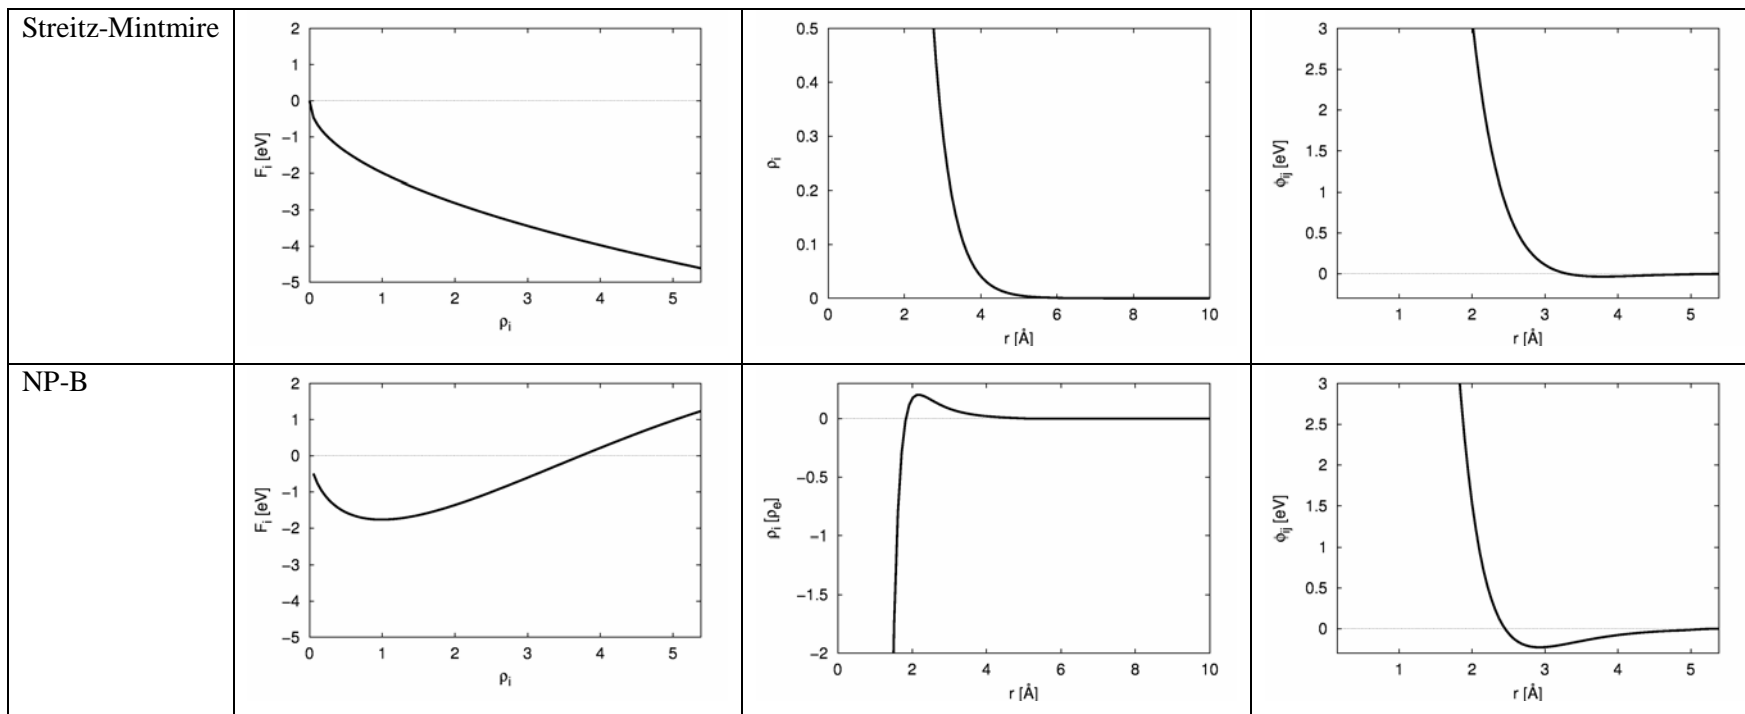 Streitz-Mintmire
2
1
0
−1
−2
−3
−4
−5
F_i [eV]
0 1 2 3 4 5
ρ_i
0.5
0.4
0.3
0.2
0.1
0
ρ_i
0 2 4 6 8 10
r [Å]
3
2.5
2
1.5
1
0.5
0
ϕ_ij [eV]
1 2 3 4 5
r [Å]
NP-B
2
1
0
−1
−2
−3
−4
−5
F_i [eV]
0 1 2 3 4 5
ρ_i
0
−0.5
−1
−1.5
−2
ρ_i [ρ_e]
0 2 4 6 8 10
r [Å]
3
2.5
2
1.5
1
0.5
0
ϕ_ij [eV]
1 2 3 4 5
r [Å]